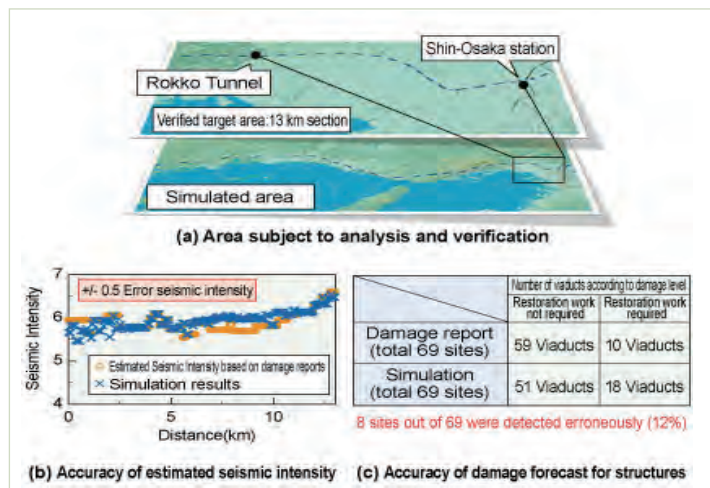 Shin-Osaka station
Rokko Tunnel
Verified target area:13 km section
Simulated area
(a) Area subject to analysis and verification
7
6
5
4
Seismic Intensity
+/- 0.5 Error seismic intensity
Estimated Seismic Intensity based on damage reports
Simulation results
0
5
10
Distance(km)
(b) Accuracy of estimated seismic intensity
Number of viaducts according to damage level
Restoration work not required
Restoration work required
Damage report (total 69 sites)
59 Viaducts
10 Viaducts
Simulation (total 69 sites)
51 Viaducts
18 Viaducts
8 sites out of 69 were detected erroneously (12%)
(c) Accuracy of damage forecast for structures